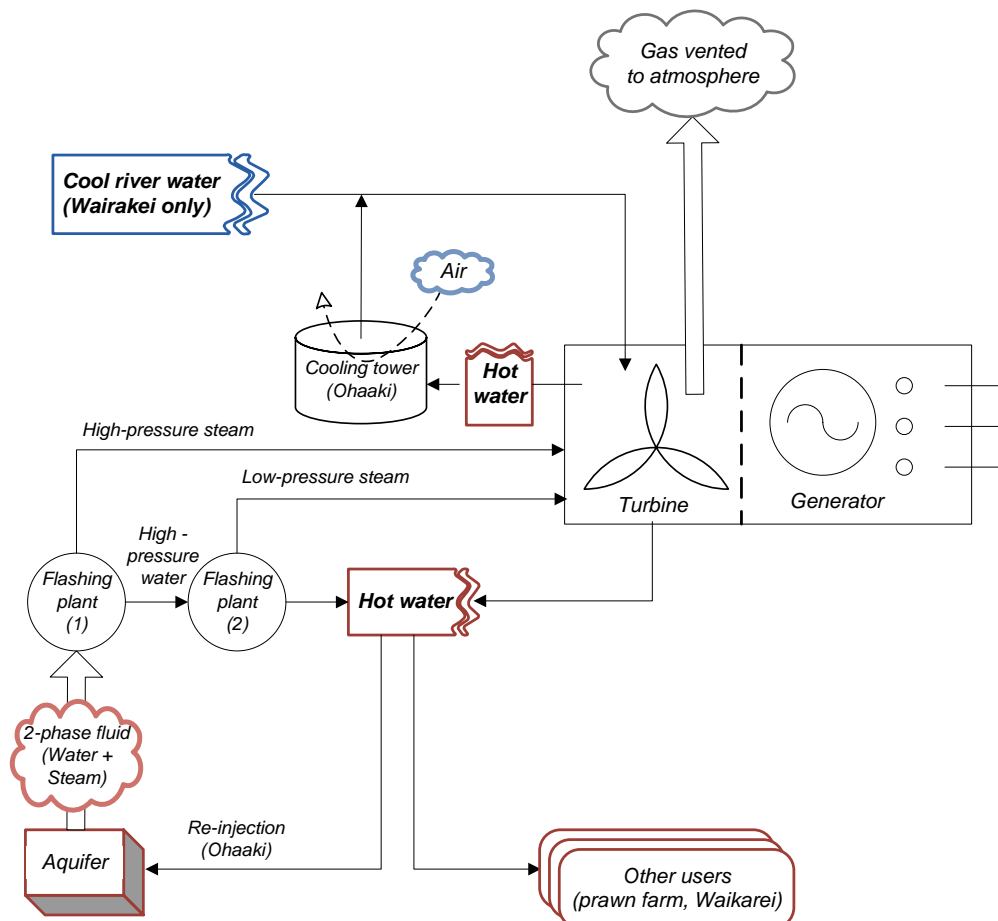 Gas vented
to atmosphere
Cool river water
(Wairakei only)
Air
Cooling tower
(Ohaaki)
Hot
water
High-pressure steam
Low-pressure steam
Turbine
Generator
High -
pressure
water
Flashing
plant
(1)
Flashing
plant
(2)
Hot water
2-phase fluid
(Water +
Steam)
Re-injection
(Ohaaki)
Aquifer
Other users
(prawn farm, Waikarei)